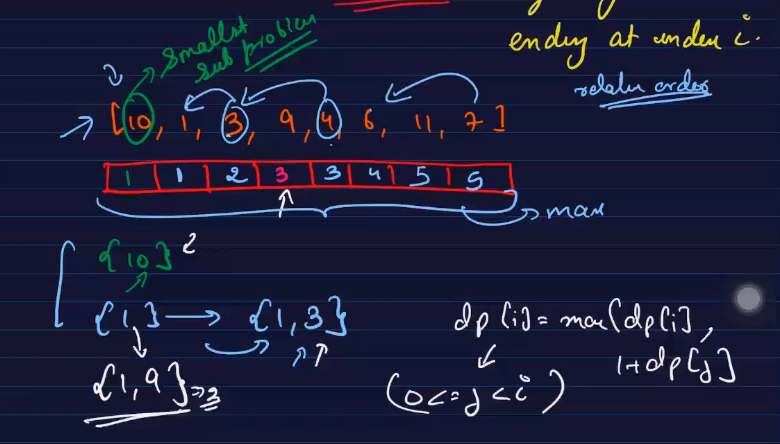 ending at index i.
smallest
sub problem
relative order
[10, 1, 3, 9, 4, 6, 11, 7]
1 1 2 3 3 4 5 5
max
{10}
{1,} → {1,3}
dp[i] = max(dp[i],
1+dp[j]
{1,9} => 3
(0<=j<i)